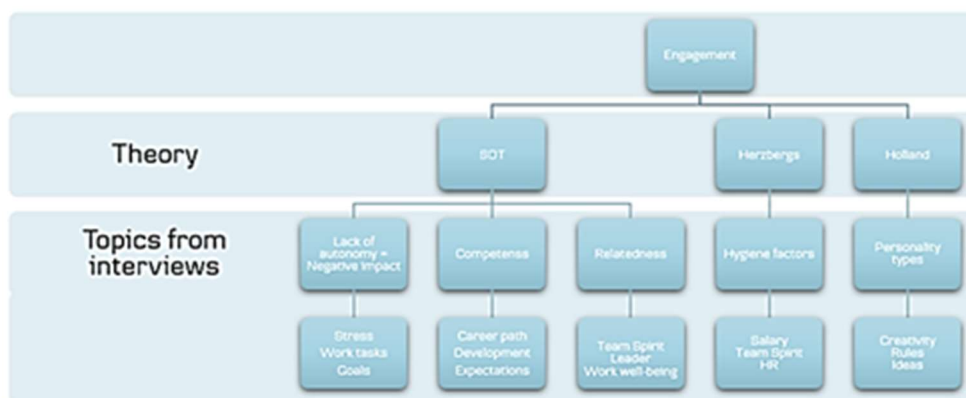 Engagement
Theory
SDT
Herzbergs
Holland
Topics from
interviews
Lack of
autonomy =
Negative Impact
Competenss
Relatedness
Hygiene factors
Personality
types
Stress
Work tasks
Goals
Career path
Development
Expectations
Team Spirit
Leader
Work well-being
Salary
Team Spirit
HR
Creativity
Rules
Ideas